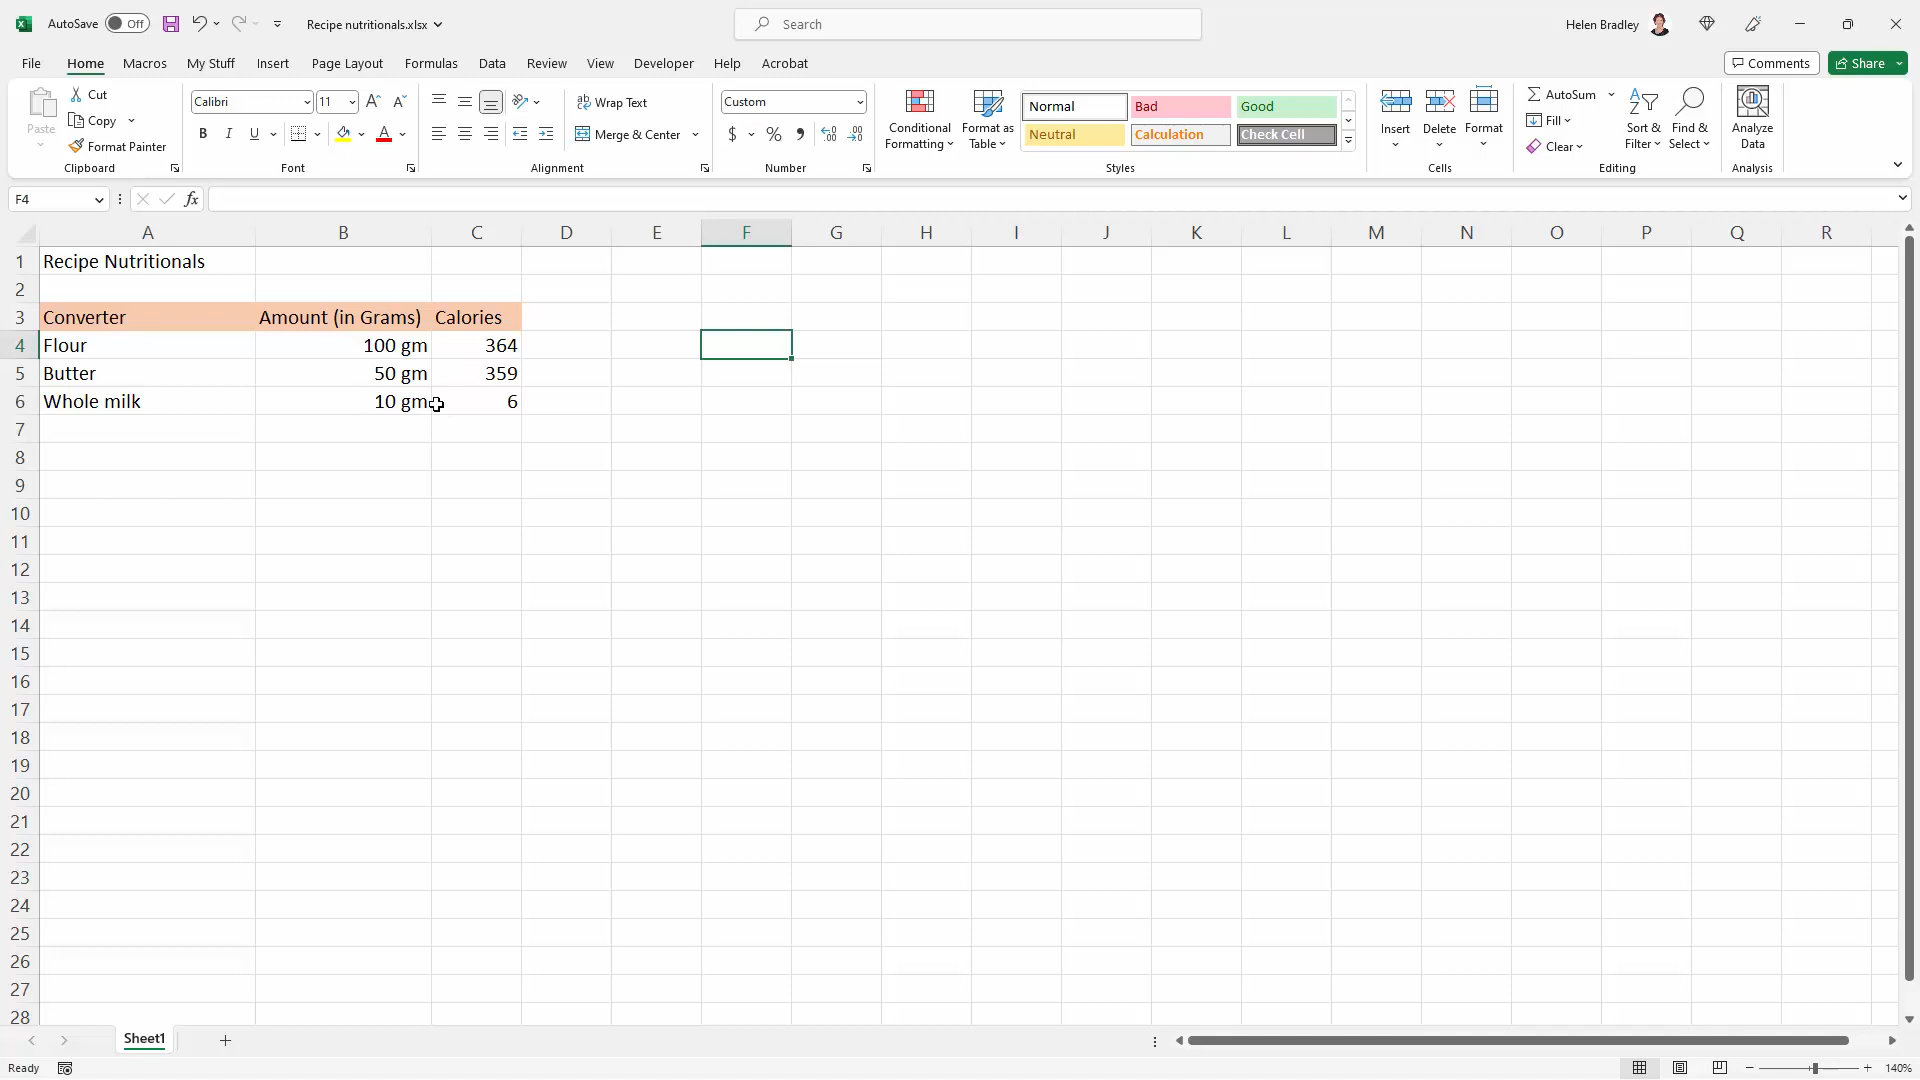 AutoSave Off Recipe nutritionals.xlsx Search Helen Bradley
File Home Macros My Stuff Insert Page Layout Formulas Data Review View Developer Help Acrobat Comments Share
Paste Cut Copy Format Painter Clipboard
Calibri 11 B I U A Font
Wrap Text Merge & Center Alignment
Custom $ % , Number
Conditional Formatting Format as Table Normal Bad Good Neutral Calculation Check Cell Styles
Insert Delete Format Cells
AutoSum Fill Clear Sort & Filter Find & Select Editing
Analyze Data Analysis
F4 fx
A B C D E F G H I J K L M N O P Q R
1 Recipe Nutritionals
2
3 Converter Amount (in Grams) Calories
4 Flour 100 gm 364
5 Butter 50 gm 359
6 Whole milk 10 gm 6
7
8
9
10
11
12
13
14
15
16
17
18
19
20
21
22
23
24
25
26
27
28
Sheet1
Ready 140%